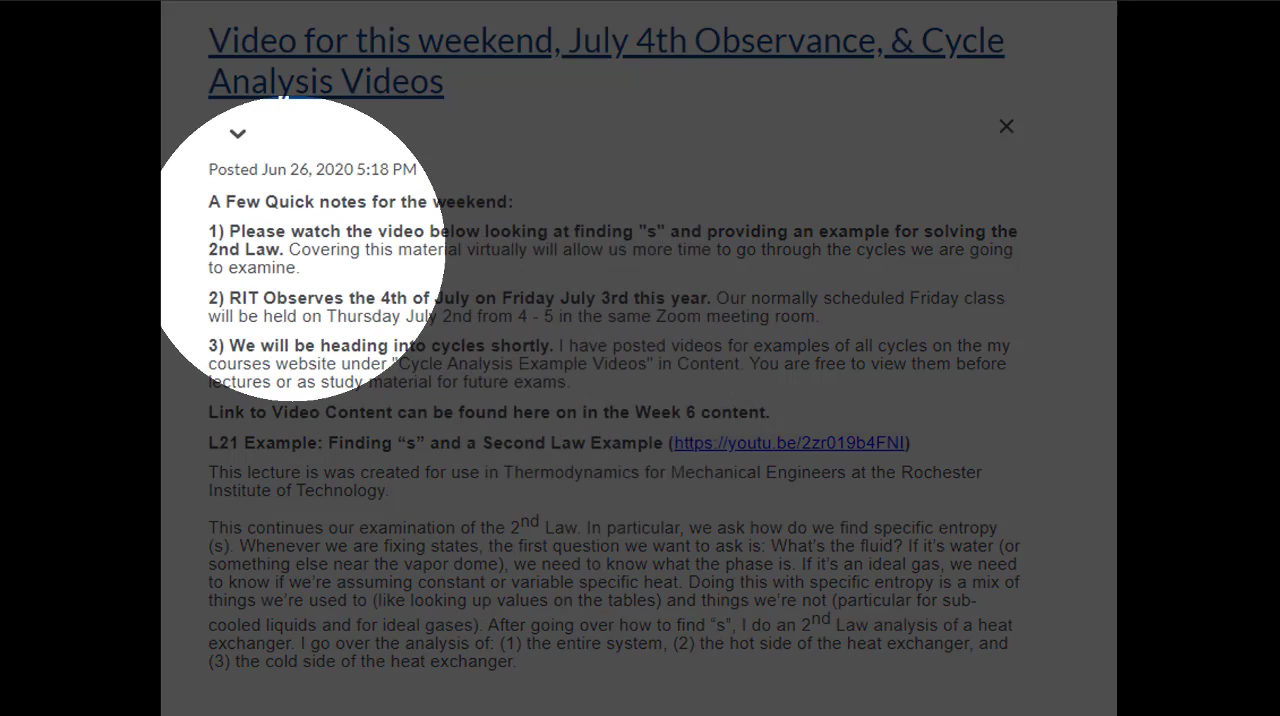 Video for this weekend, July 4th Observance, & Cycle
Analysis Videos
Posted Jun 26, 2020 5:18 PM
A Few Quick notes for the weekend:
1) Please watch the video below looking at finding "s" and providing an example for solving the
2nd Law. Covering this material virtually will allow us more time to go through the cycles we are going
to examine.
2) RIT Observes the 4th of July on Friday July 3rd this year. Our normally scheduled Friday class
will be held on Thursday July 2nd from 4 - 5 in the same Zoom meeting room.
3) We will be heading into cycles shortly. I have posted videos for examples of all cycles on the my
courses website under "Cycle Analysis Example Videos" in Content. You are free to view them before
lectures or as study material for future exams.
Link to Video Content can be found here on in the Week 6 content.
L21 Example: Finding “s” and a Second Law Example (https://youtu.be/2zr019b4FNI)
This lecture is was created for use in Thermodynamics for Mechanical Engineers at the Rochester
Institute of Technology.
This continues our examination of the 2nd Law. In particular, we ask how do we find specific entropy
(s). Whenever we are fixing states, the first question we want to ask is: What’s the fluid? If it’s water (or
something else near the vapor dome), we need to know what the phase is. If it’s an ideal gas, we need
to know if we’re assuming constant or variable specific heat. Doing this with specific entropy is a mix of
things we’re used to (like looking up values on the tables) and things we’re not (particular for sub-
cooled liquids and for ideal gases). After going over how to find “s”, I do an 2nd Law analysis of a heat
exchanger. I go over the analysis of: (1) the entire system, (2) the hot side of the heat exchanger, and
(3) the cold side of the heat exchanger.